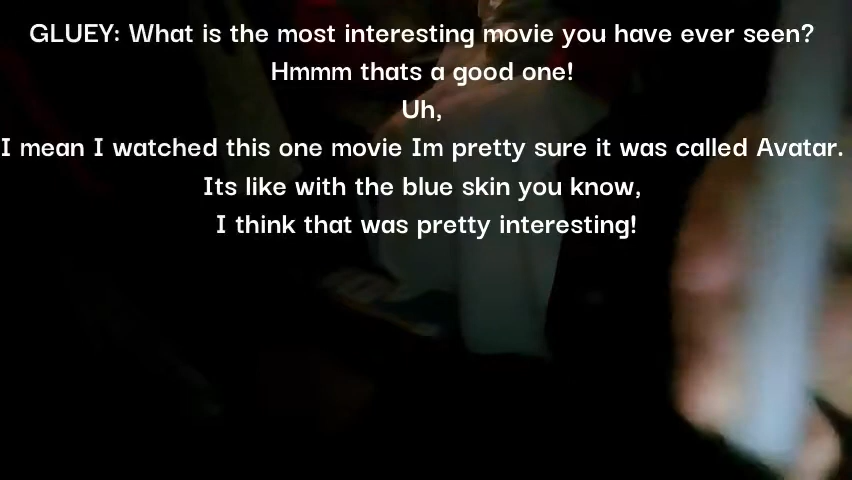 GLUEY: What is the most interesting movie you have ever seen?
Hmmm thats a good one!
Uh,
I mean I watched this one movie Im pretty sure it was called Avatar.
Its like with the blue skin you know,
I think that was pretty interesting!